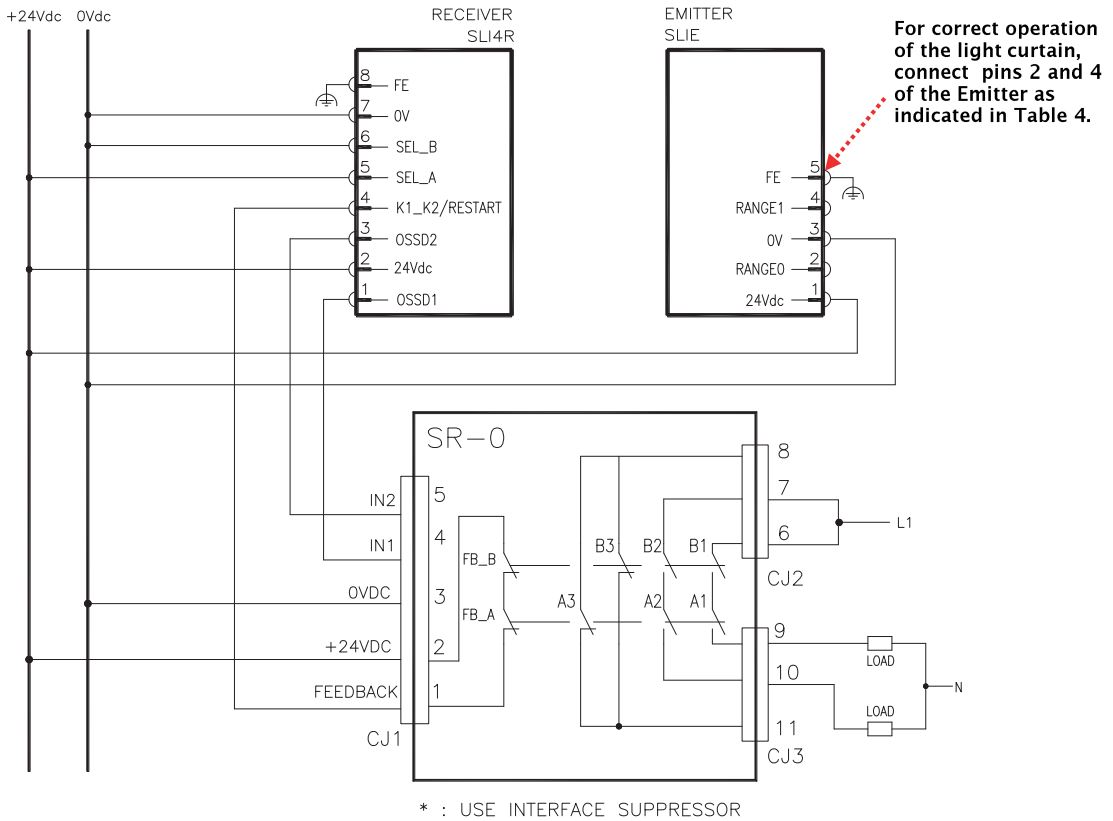 +24Vdc 0Vdc
RECEIVER
SLI4R
EMITTER
SLIE
For correct operation
of the light curtain,
connect pins 2 and 4
of the Emitter as
indicated in Table 4.
8 FE
7 0V
6 SEL_B
5 SEL_A
4 K1_K2/RESTART
3 OSSD2
2 24Vdc
1 OSSD1
FE 5
RANGE1 4
0V 3
RANGE0 2
24Vdc 1
SR-0
IN2 5
IN1 4
0VDC 3
+24VDC 2
FEEDBACK 1
CJ1
FB_B
FB_A
B3 B2 B1
A3 A2 A1
8
7
6
L1
CJ2
9
10
11
CJ3
LOAD
LOAD
N
* : USE INTERFACE SUPPRESSOR